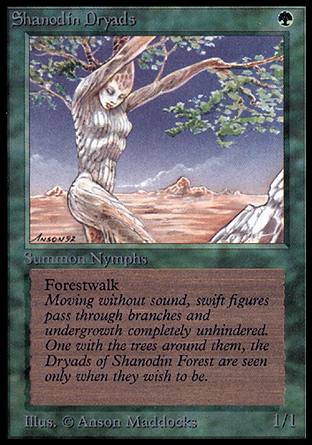 Shanodin Dryads
ANSON 92
Summon Nymphs
Forestwalk
Moving without sound, swift figures
pass through branches and
undergrowth completely unhindered.
One with the trees around them, the
Dryads of Shanodin Forest are seen
only when they wish to be.
Illus. © Anson Maddocks 1/1